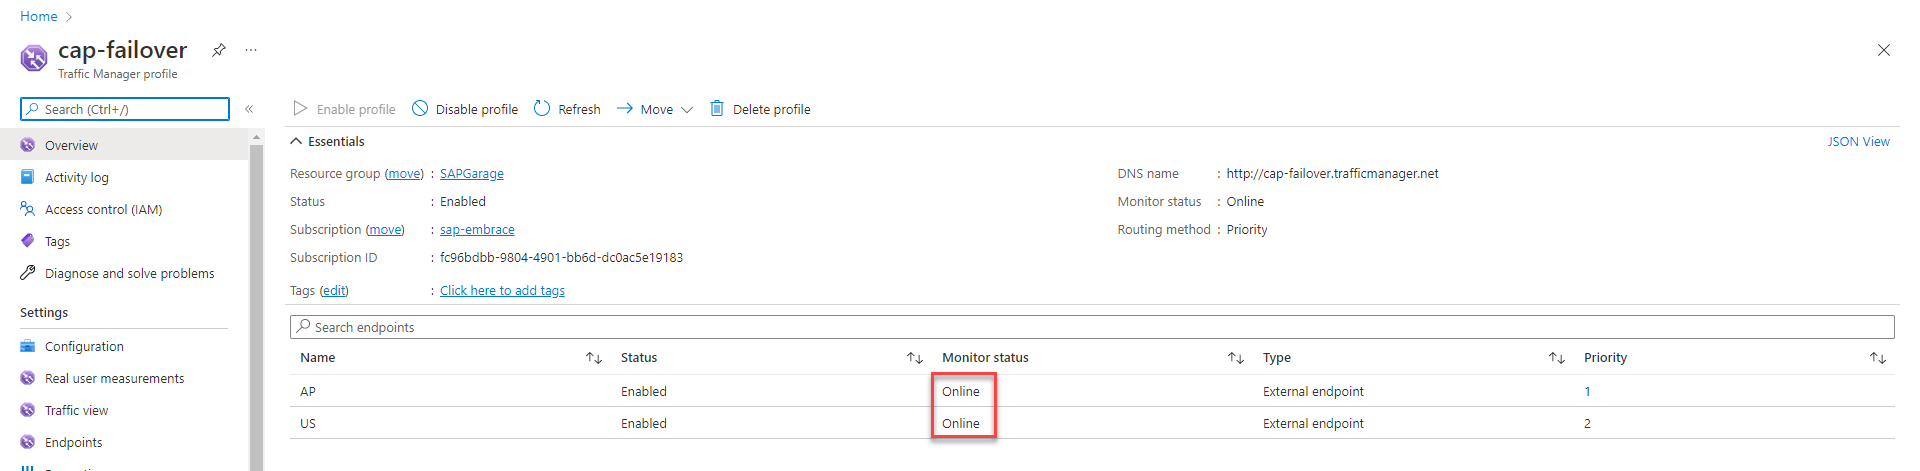 Home
cap-failover
Traffic Manager profile
Search (Ctrl+/)
Overview
Activity log
Access control (IAM)
Tags
Diagnose and solve problems
Settings
Configuration
Real user measurements
Traffic view
Endpoints
Enable profile Disable profile Refresh Move Delete profile
Essentials JSON View
Resource group (move) : SAPGarage
Status : Enabled
Subscription (move) : sap-embrace
Subscription ID : fc96bdbb-9804-4901-bb6d-dc0ac5e19183
Tags (edit) : Click here to add tags
DNS name : http://cap-failover.trafficmanager.net
Monitor status : Online
Routing method : Priority
Search endpoints
Name Status Monitor status Type Priority
AP Enabled Online External endpoint 1
US Enabled Online External endpoint 2